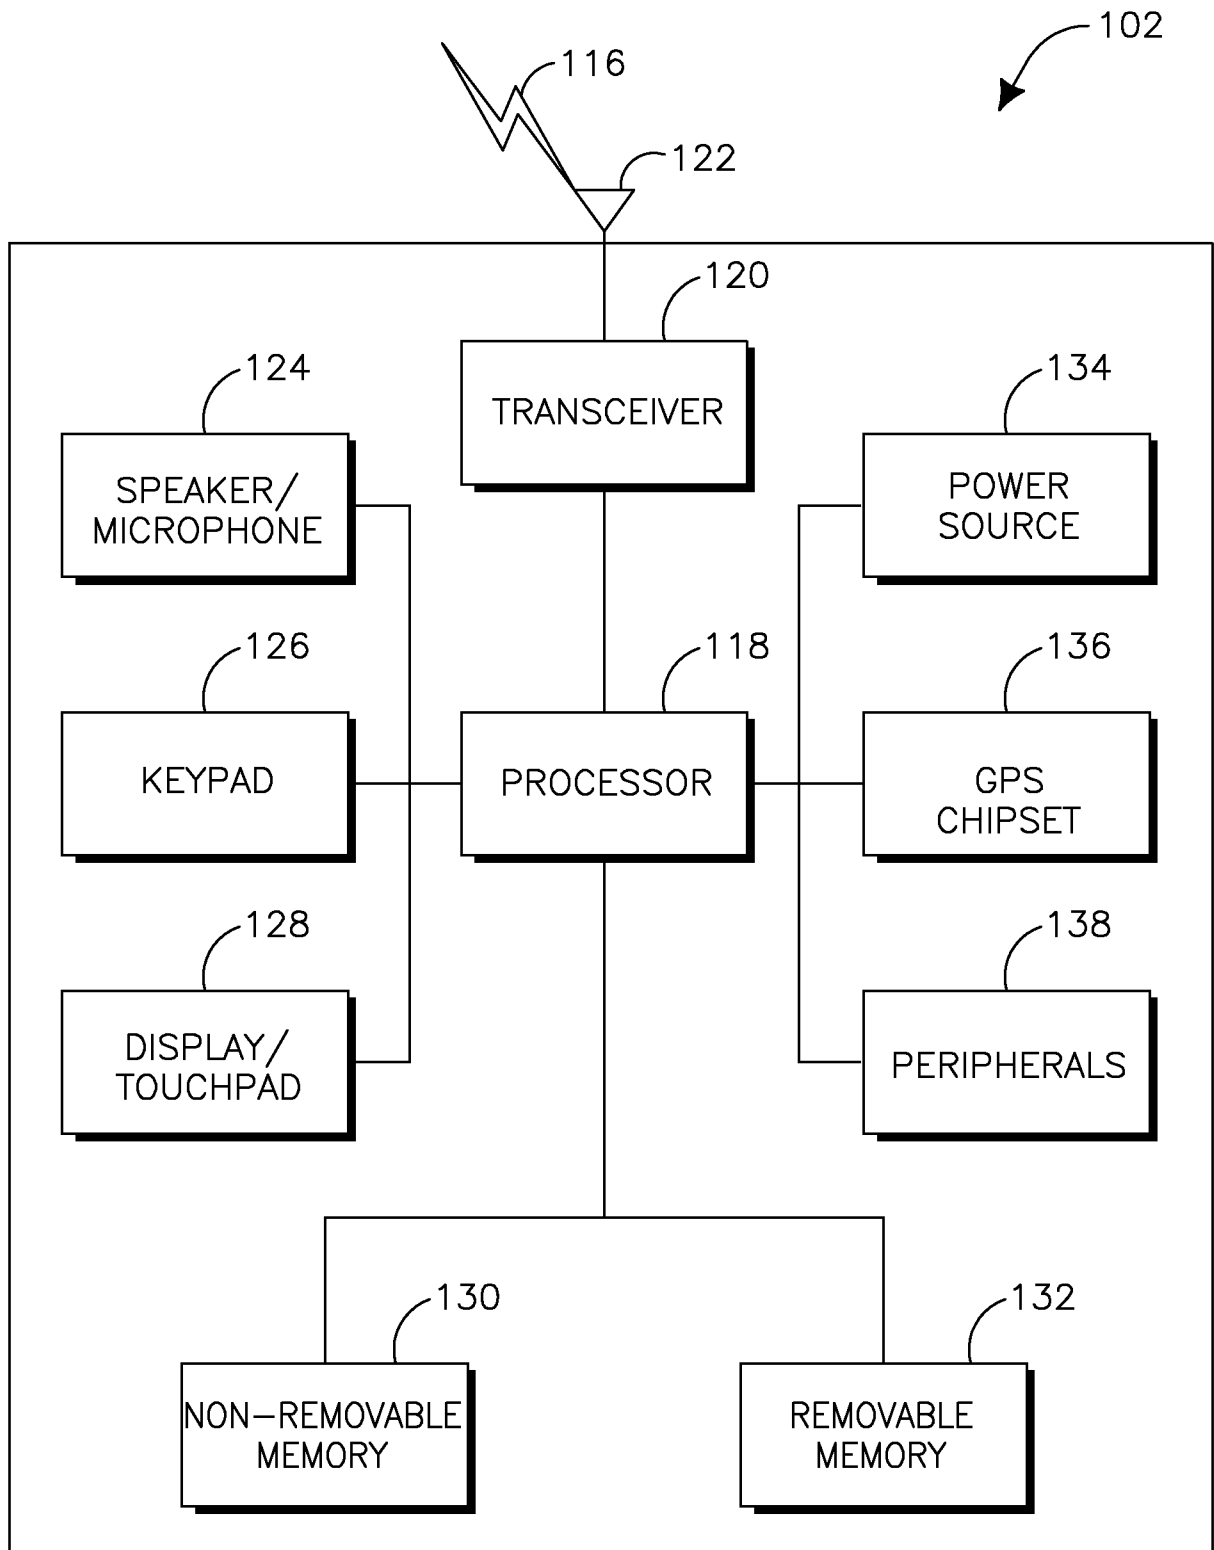 102
116
122
120
TRANSCEIVER
124
SPEAKER/
MICROPHONE
134
POWER
SOURCE
126
KEYPAD
118
PROCESSOR
136
GPS
CHIPSET
128
DISPLAY/
TOUCHPAD
138
PERIPHERALS
130
NON-REMOVABLE
MEMORY
132
REMOVABLE
MEMORY